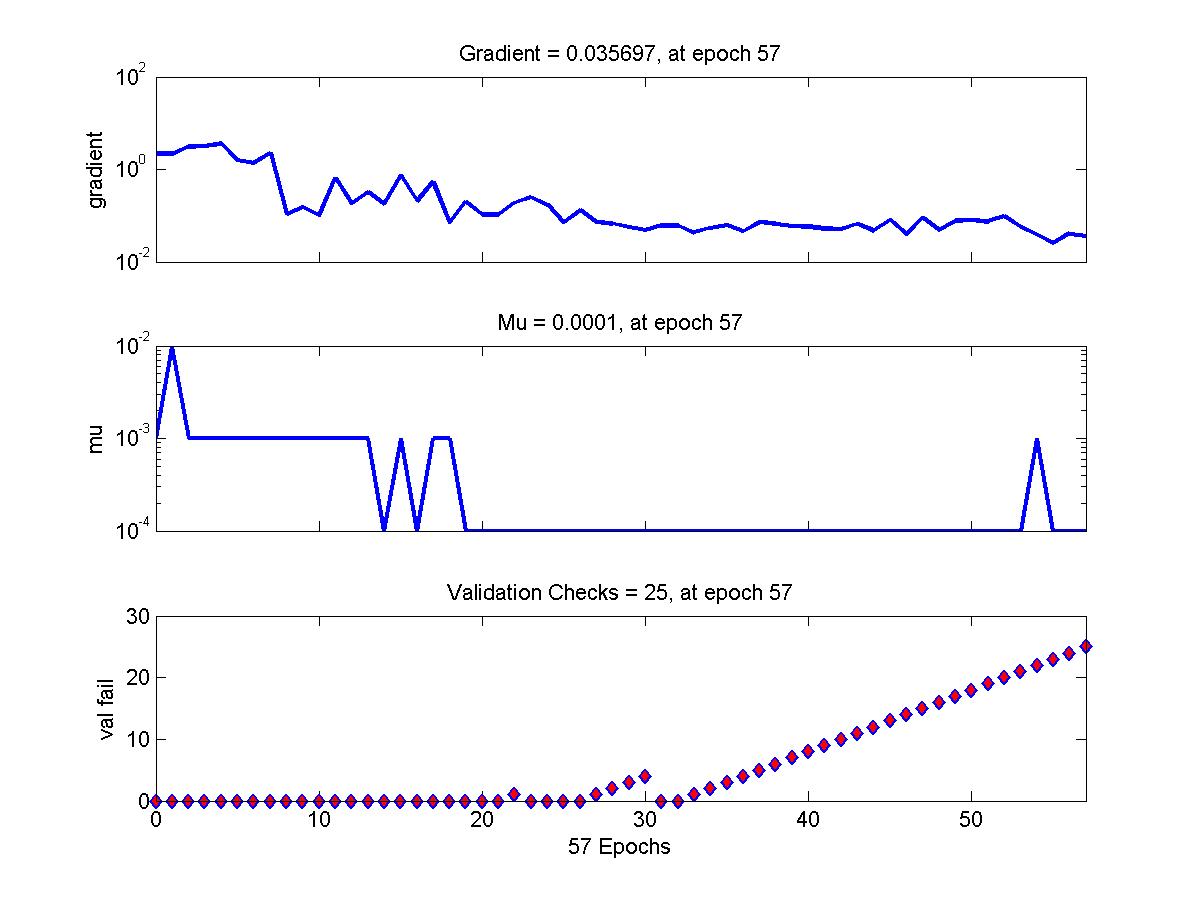 Gradient = 0.035697, at epoch 57
10^2
10^0
10^-2
gradient
Mu = 0.0001, at epoch 57
10^-2
10^-3
10^-4
mu
Validation Checks = 25, at epoch 57
30
20
10
0
val fail
0 10 20 30 40 50
57 Epochs